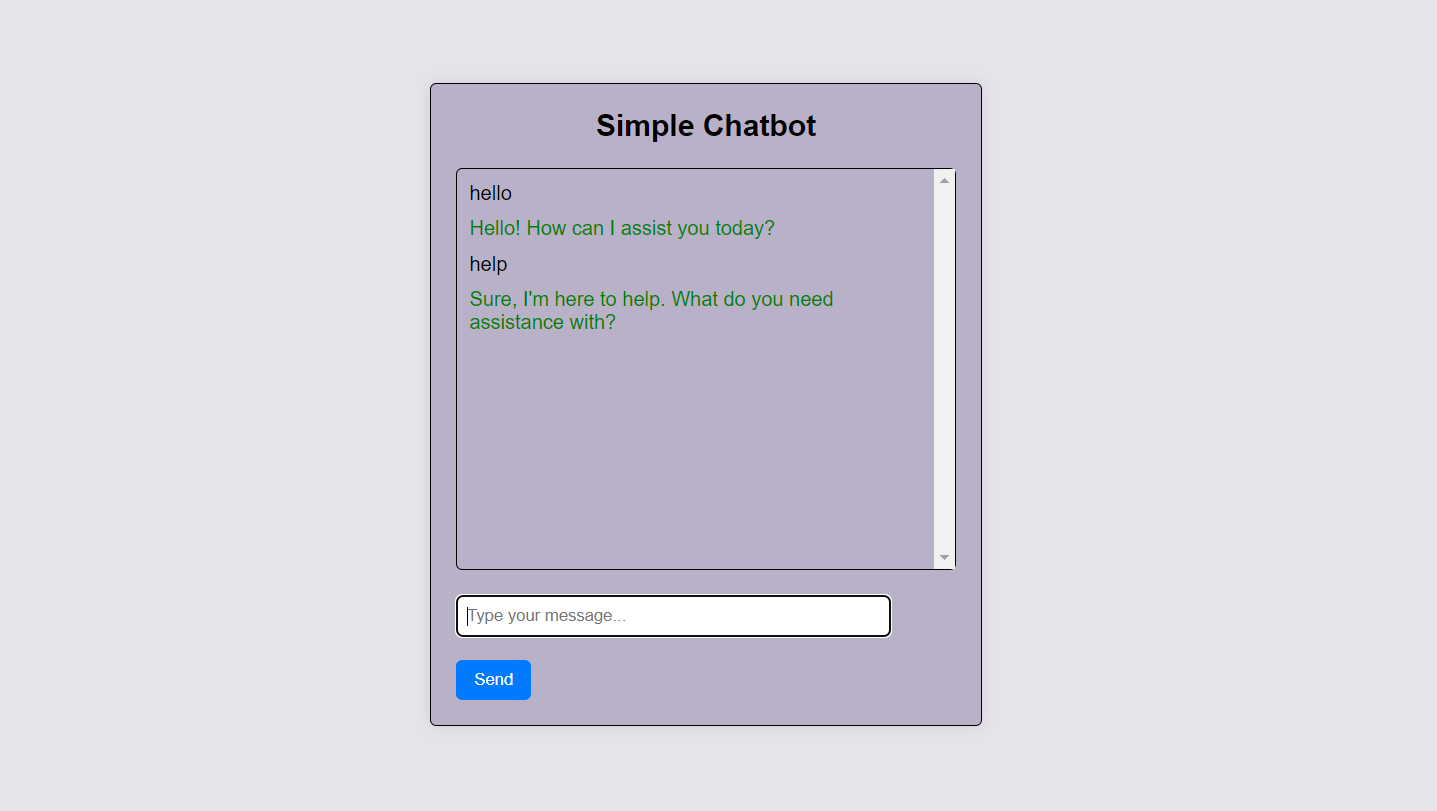 Simple Chatbot
hello
Hello! How can I assist you today?
help
Sure, I'm here to help. What do you need
assistance with?
Type your message...
Send